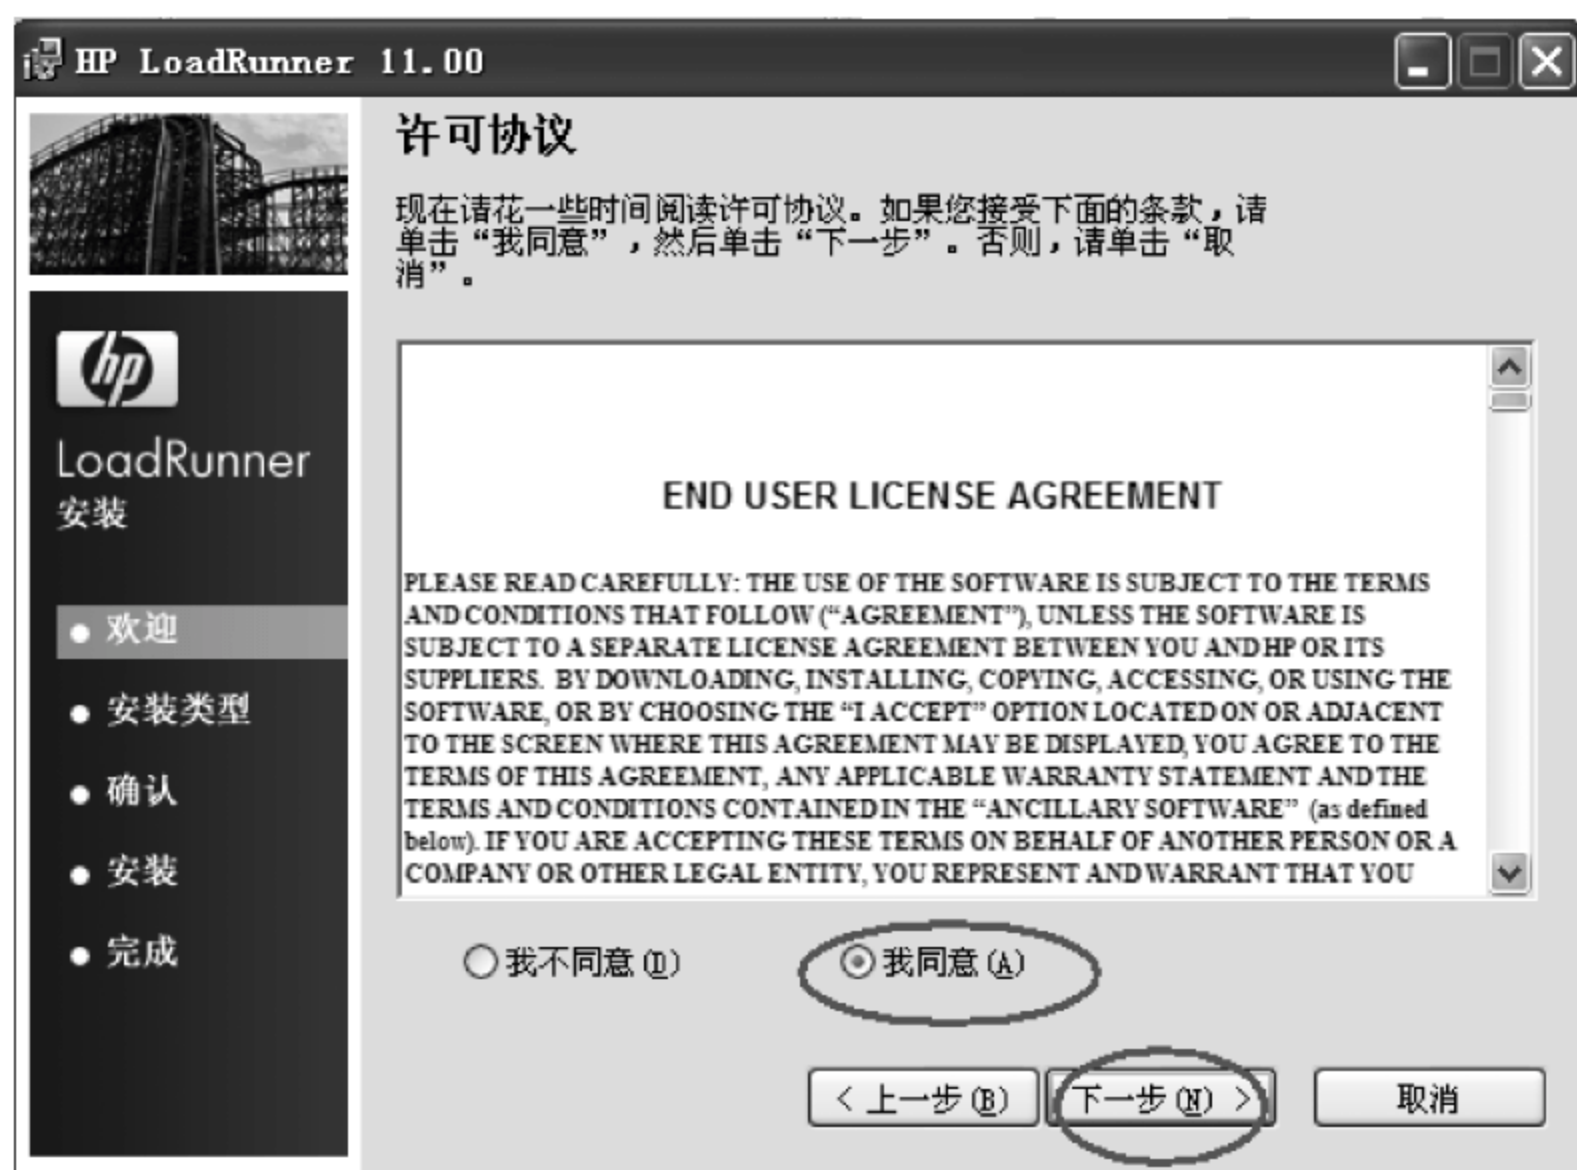 HP LoadRunner 11.00
许可协议
现在请花一些时间阅读许可协议。如果您接受下面的条款，请
单击“我同意”，然后单击“下一步”。否则，请单击“取
消”。
hp
LoadRunner
安装
欢迎
安装类型
确认
安装
完成
END USER LICENSE AGREEMENT
PLEASE READ CAREFULLY: THE USE OF THE SOFTWARE IS SUBJECT TO THE TERMS
AND CONDITIONS THAT FOLLOW (“AGREEMENT”), UNLESS THE SOFTWARE IS
SUBJECT TO A SEPARATE LICENSE AGREEMENT BETWEEN YOU AND HP OR ITS
SUPPLIERS. BY DOWNLOADING, INSTALLING, COPYING, ACCESSING, OR USING THE
SOFTWARE, OR BY CHOOSING THE “I ACCEPT” OPTION LOCATED ON OR ADJACENT
TO THE SCREEN WHERE THIS AGREEMENT MAY BE DISPLAYED, YOU AGREE TO THE
TERMS OF THIS AGREEMENT, ANY APPLICABLE WARRANTY STATEMENT AND THE
TERMS AND CONDITIONS CONTAINED IN THE “ANCILLARY SOFTWARE” (as defined
below). IF YOU ARE ACCEPTING THESE TERMS ON BEHALF OF ANOTHER PERSON OR A
COMPANY OR OTHER LEGAL ENTITY, YOU REPRESENT AND WARRANT THAT YOU
我不同意(D) 我同意(A)
< 上一步(B) 下一步(N) > 取消